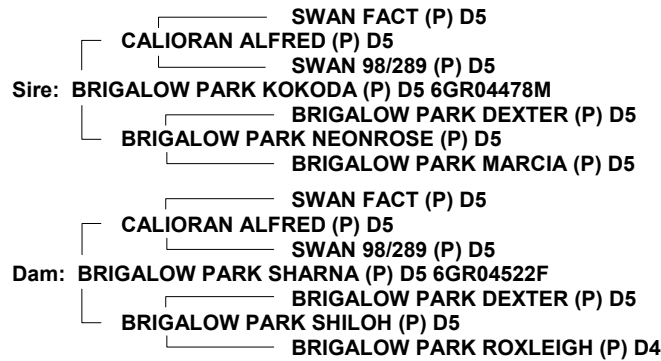 SWAN FACT (P) D5
CALIORAN ALFRED (P) D5
SWAN 98/289 (P) D5
Sire: BRIGALOW PARK KOKODA (P) D5 6GR04478M
BRIGALOW PARK DEXTER (P) D5
BRIGALOW PARK NEONROSE (P) D5
BRIGALOW PARK MARCIA (P) D5
SWAN FACT (P) D5
CALIORAN ALFRED (P) D5
SWAN 98/289 (P) D5
Dam: BRIGALOW PARK SHARNA (P) D5 6GR04522F
BRIGALOW PARK DEXTER (P) D5
BRIGALOW PARK SHILOH (P) D5
BRIGALOW PARK ROXLEIGH (P) D4